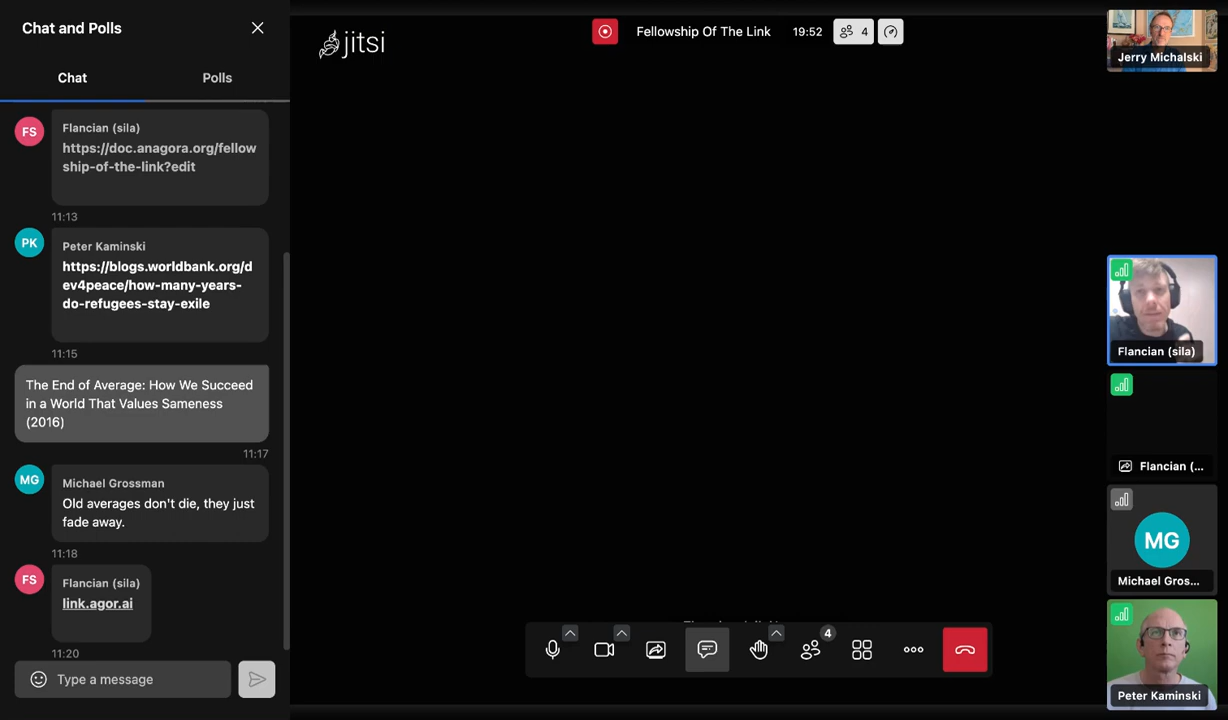 Chat and Polls
Chat
Polls
FS
Flancian (sila)
https://doc.anagora.org/fellow
ship-of-the-link?edit
11:13
PK
Peter Kaminski
https://blogs.worldbank.org/d
ev4peace/how-many-years-
do-refugees-stay-exile
11:15
The End of Average: How We Succeed
in a World That Values Sameness
(2016)
11:17
MG
Michael Grossman
Old averages don't die, they just
fade away.
11:18
FS
Flancian (sila)
link.agor.ai
11:20
Type a message
jitsi
Fellowship Of The Link
19:52
4
4
Jerry Michalski
Flancian (sila)
Flancian (...
MG
Michael Gros...
Peter Kaminski